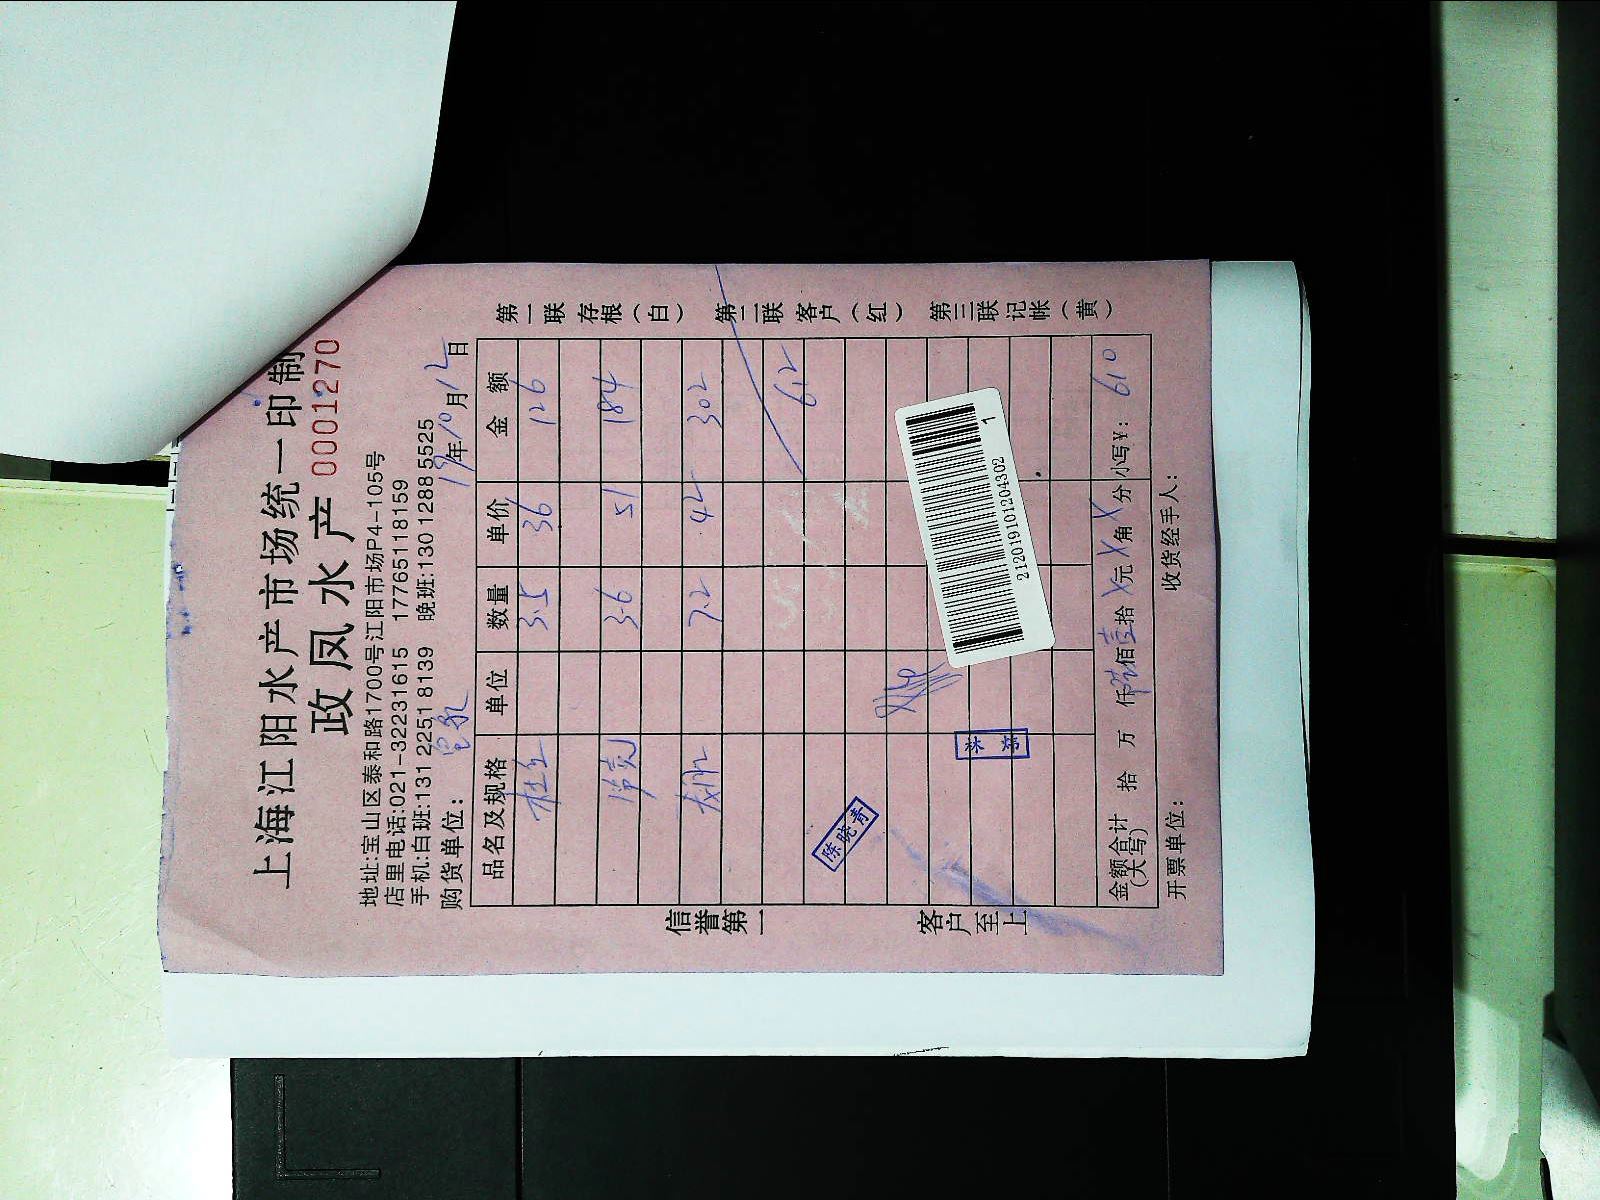 上海江阳水产市场统一印制
政凤水产 0001270
地址:宝山区泰和路1700号江阳市场P4-105号
店里电话:021-32231615 17765118159
手机:白班:131 2251 8139 晚班:130 1288 5525
购货单位: 19年10月12日
品名及规格 单位 数量 单价 金额
3.5 36 126
3.6 51 184
7.2 42 302
612
陈晓青
212019101204302
1
金额合计(大写) 拾 万 仟 佰壹拾X元X角X分 小写¥: 610
开票单位: 收货经手人:
第一联存根(白) 第二联客户(红) 第三联记帐(黄)
信誉第一 客户至上